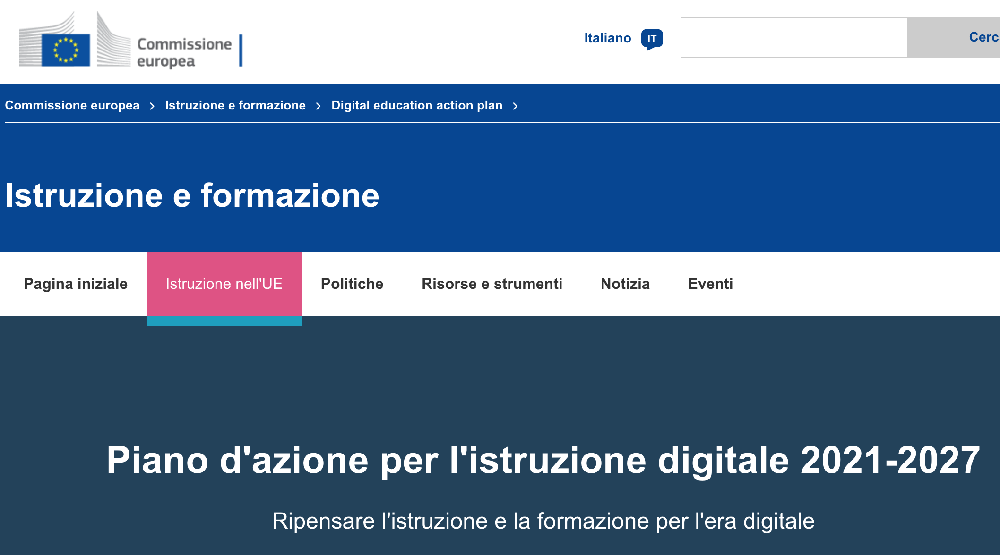 Commissione
europea
Italiano IT
Commissione europea > Istruzione e formazione > Digital education action plan >
Istruzione e formazione
Pagina iniziale Istruzione nell'UE Politiche Risorse e strumenti Notizia Eventi
Piano d'azione per l'istruzione digitale 2021-2027
Ripensare l'istruzione e la formazione per l'era digitale